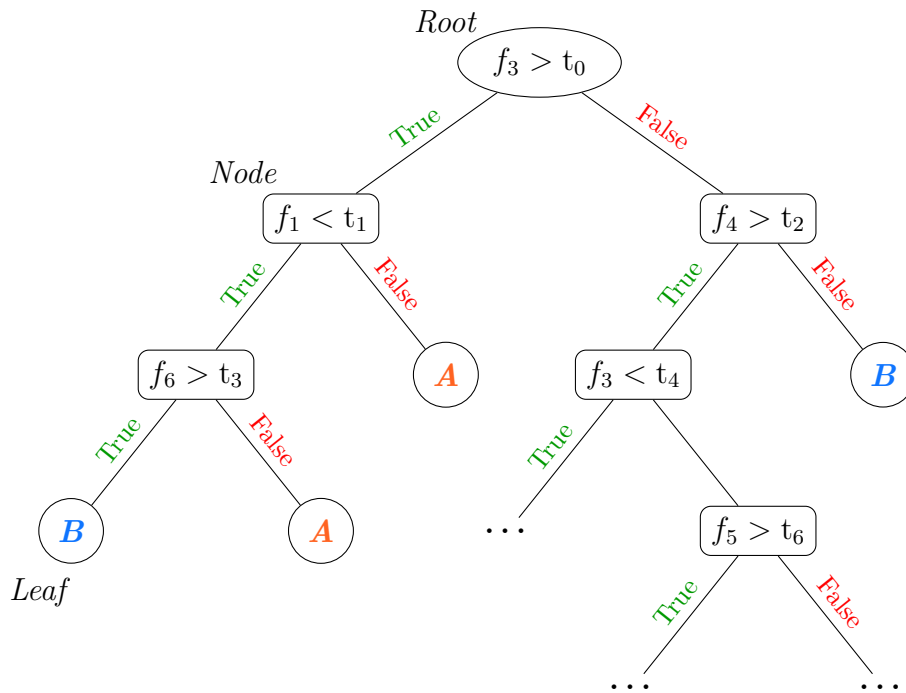 Root
f₃ > t₀
True
False
Node
f₁ < t₁
f₄ > t₂
True
False
True
False
f₆ > t₃
A
f₃ < t₄
B
True
False
True
B
A
...
f₅ > t₆
Leaf
True
False
...
...